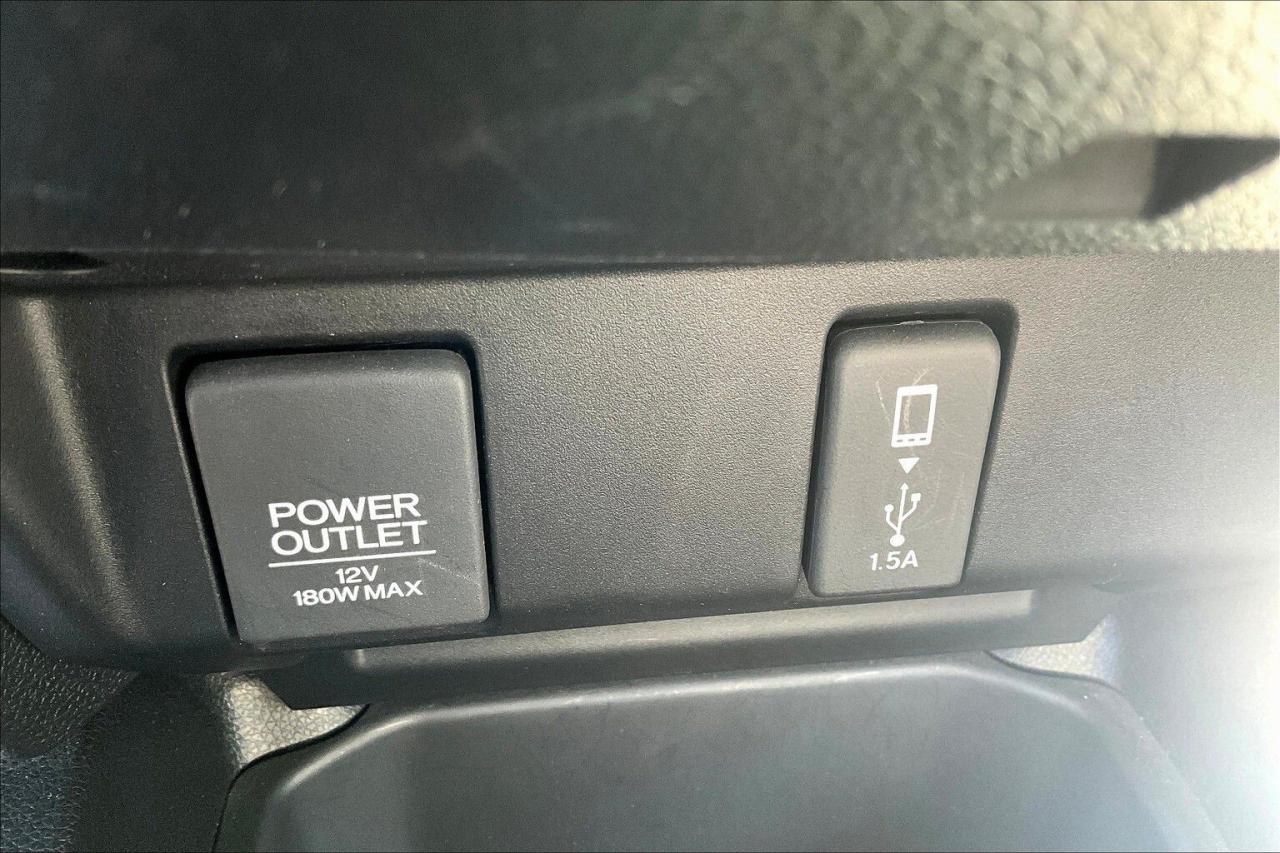 POWER
OUTLET
12V
180W MAX
1.5A